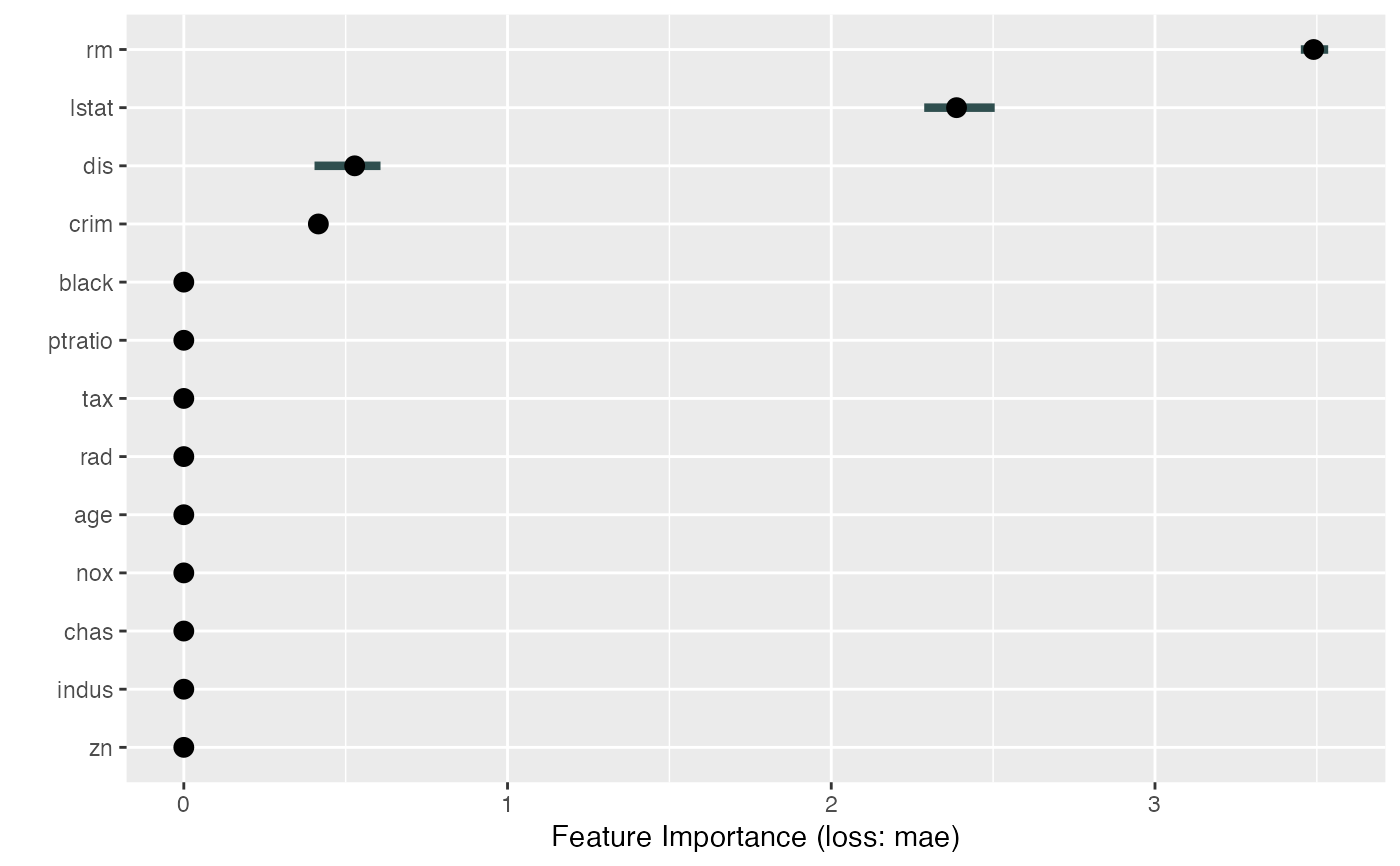 rm
lstat
dis
crim
black
ptratio
tax
rad
age
nox
chas
indus
zn
0 1 2 3
Feature Importance (loss: mae)